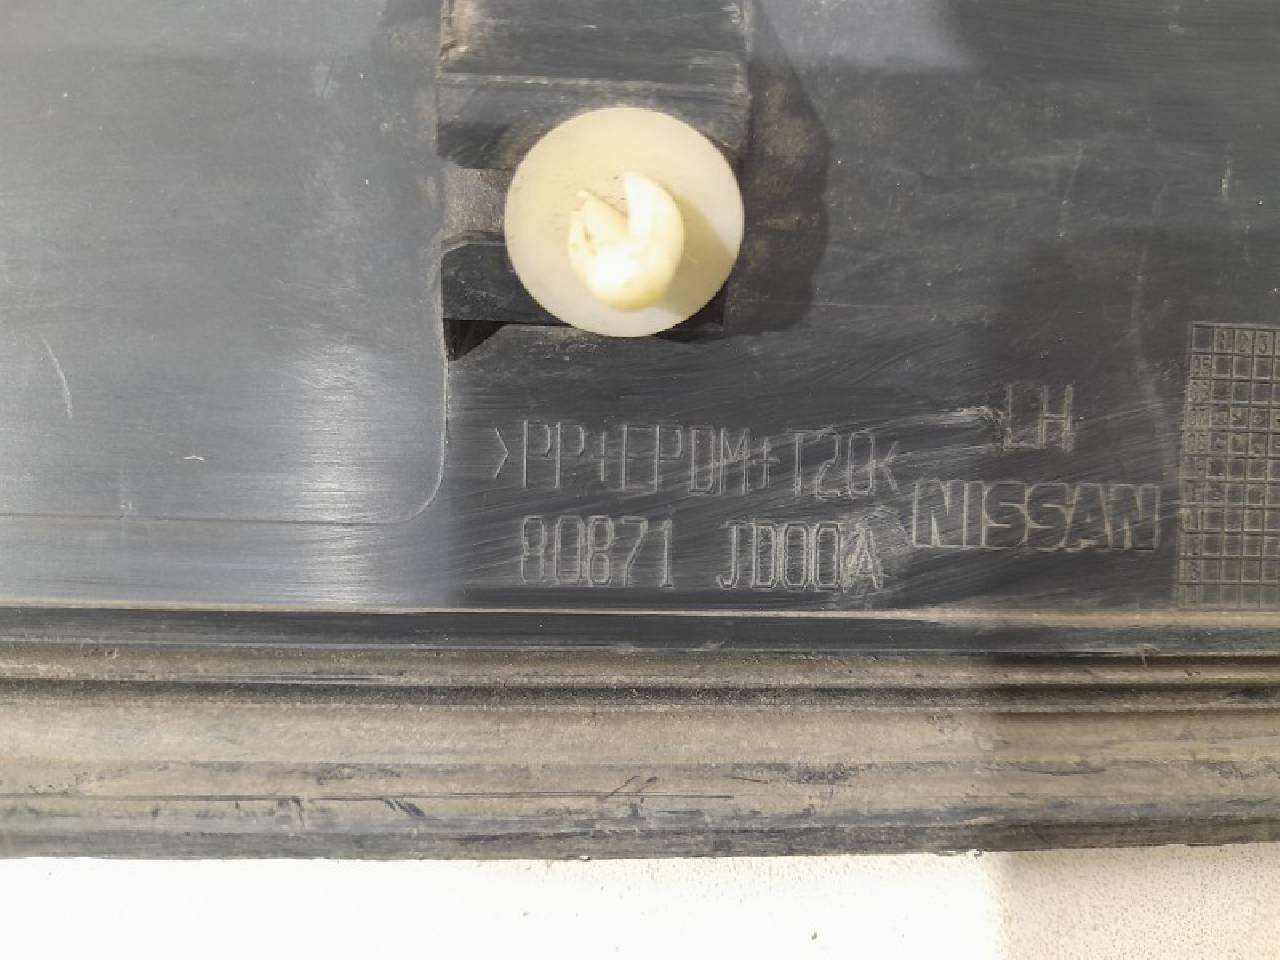 >PP+EPDM+T20<
LH
80871 JD00A
NISSAN